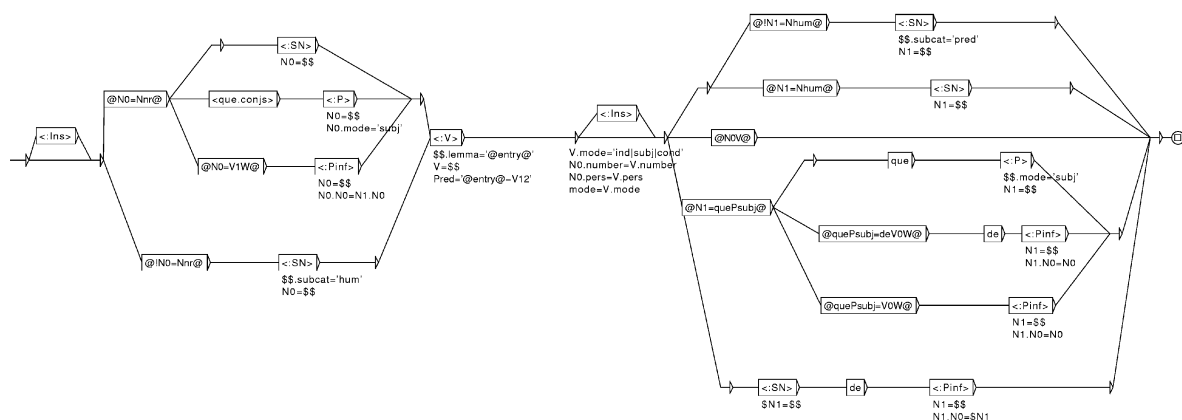 <:Ins>
@N0=Nnr@
<:SN>
N0=$$
<que.conjs>
<:P>
N0=$$
N0.mode='subj'
@N0=V1W@
<:Pinf>
N0=$$
N0.N0=N1.N0
@!N0=Nnr@
<:SN>
$$.subcat='hum'
N0=$$
<:V>
$$.lemma='@entry@'
V=$$
Pred='@entry@-V12'
<:Ins>
V.mode='ind|subj|cond'
N0.number=V.number
N0.pers=V.pers
mode=V.mode
@!N1=Nhum@
<:SN>
$$.subcat='pred'
N1=$$
@N1=Nhum@
<:SN>
N1=$$
@N0V@
@N1=quePsubj@
que
<:P>
$$.mode='subj'
N1=$$
@quePsubj=deV0W@
de
<:Pinf>
N1=$$
N1.N0=N0
@quePsubj=V0W@
<:Pinf>
N1=$$
N1.N0=N0
<:SN>
$N1=$$
de
<:Pinf>
N1=$$
N1.N0=$N1